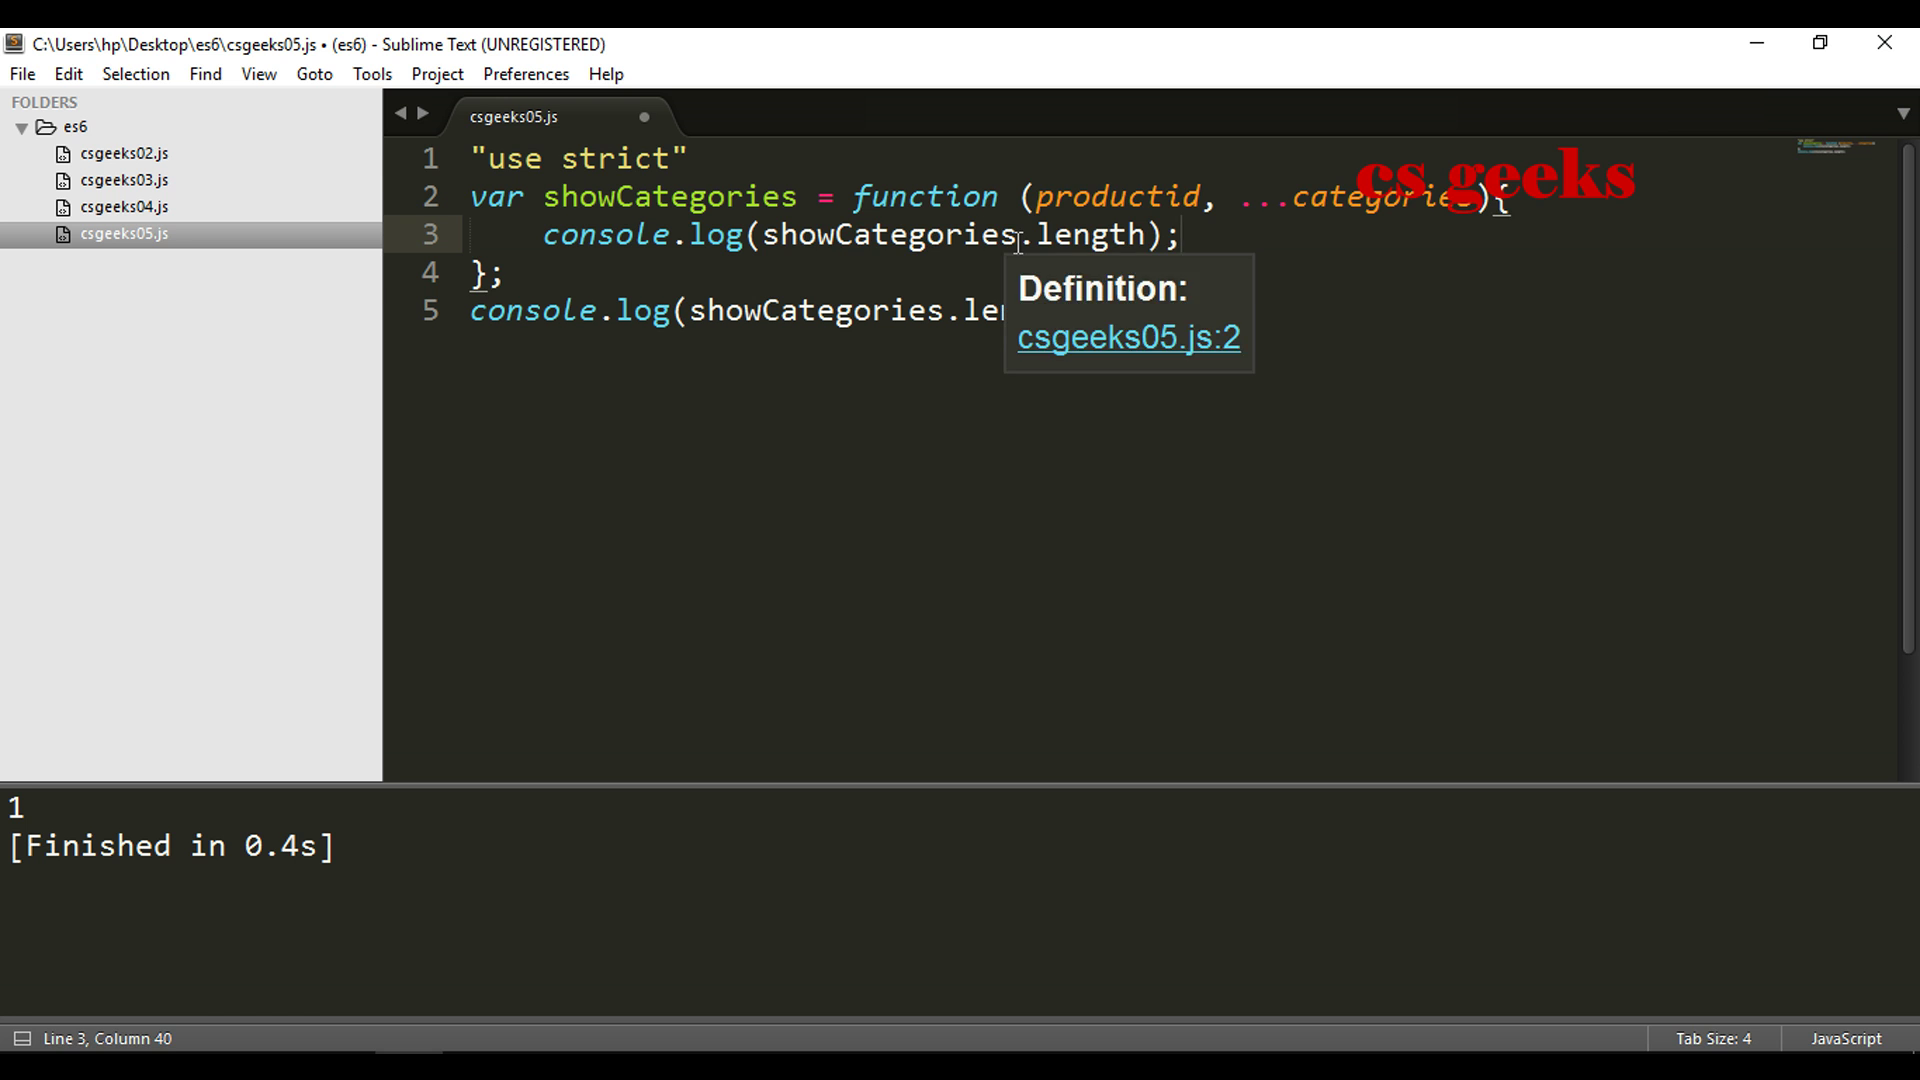 C:\Users\hp\Desktop\es6\csgeeks05.js • (es6) - Sublime Text (UNREGISTERED)
File Edit Selection Find View Goto Tools Project Preferences Help
FOLDERS
es6
csgeeks02.js
csgeeks03.js
csgeeks04.js
csgeeks05.js
csgeeks05.js
cs geeks
1 "use strict"
2 var showCategories = function (productid, ...categories){
3 console.log(showCategories.length);
4 };
5 console.log(showCategories.le
Definition:
csgeeks05.js:2
1
[Finished in 0.4s]
Line 3, Column 40
Tab Size: 4
JavaScript